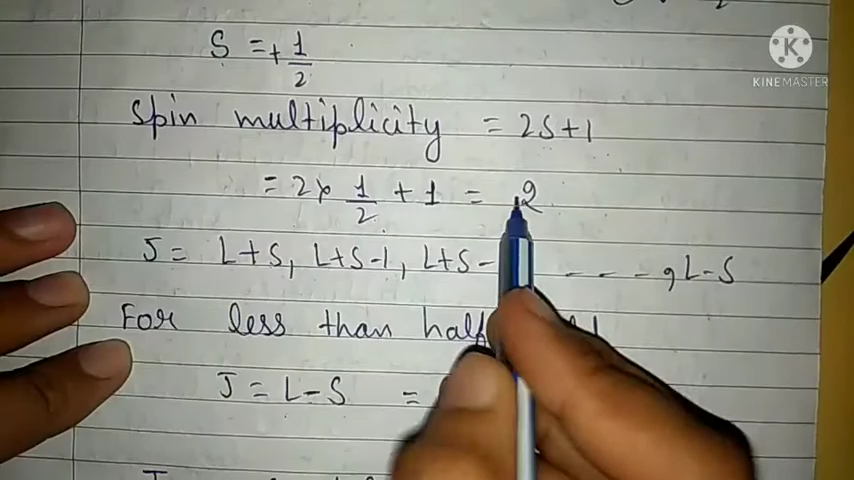 KINEMASTER
S = + 1/2
Spin multiplicity = 2S+1
= 2 × 1/2 + 1 = 2
J = L+S, L+S-1, L+S- - - - -, L-S
For less than half
J = L-S =